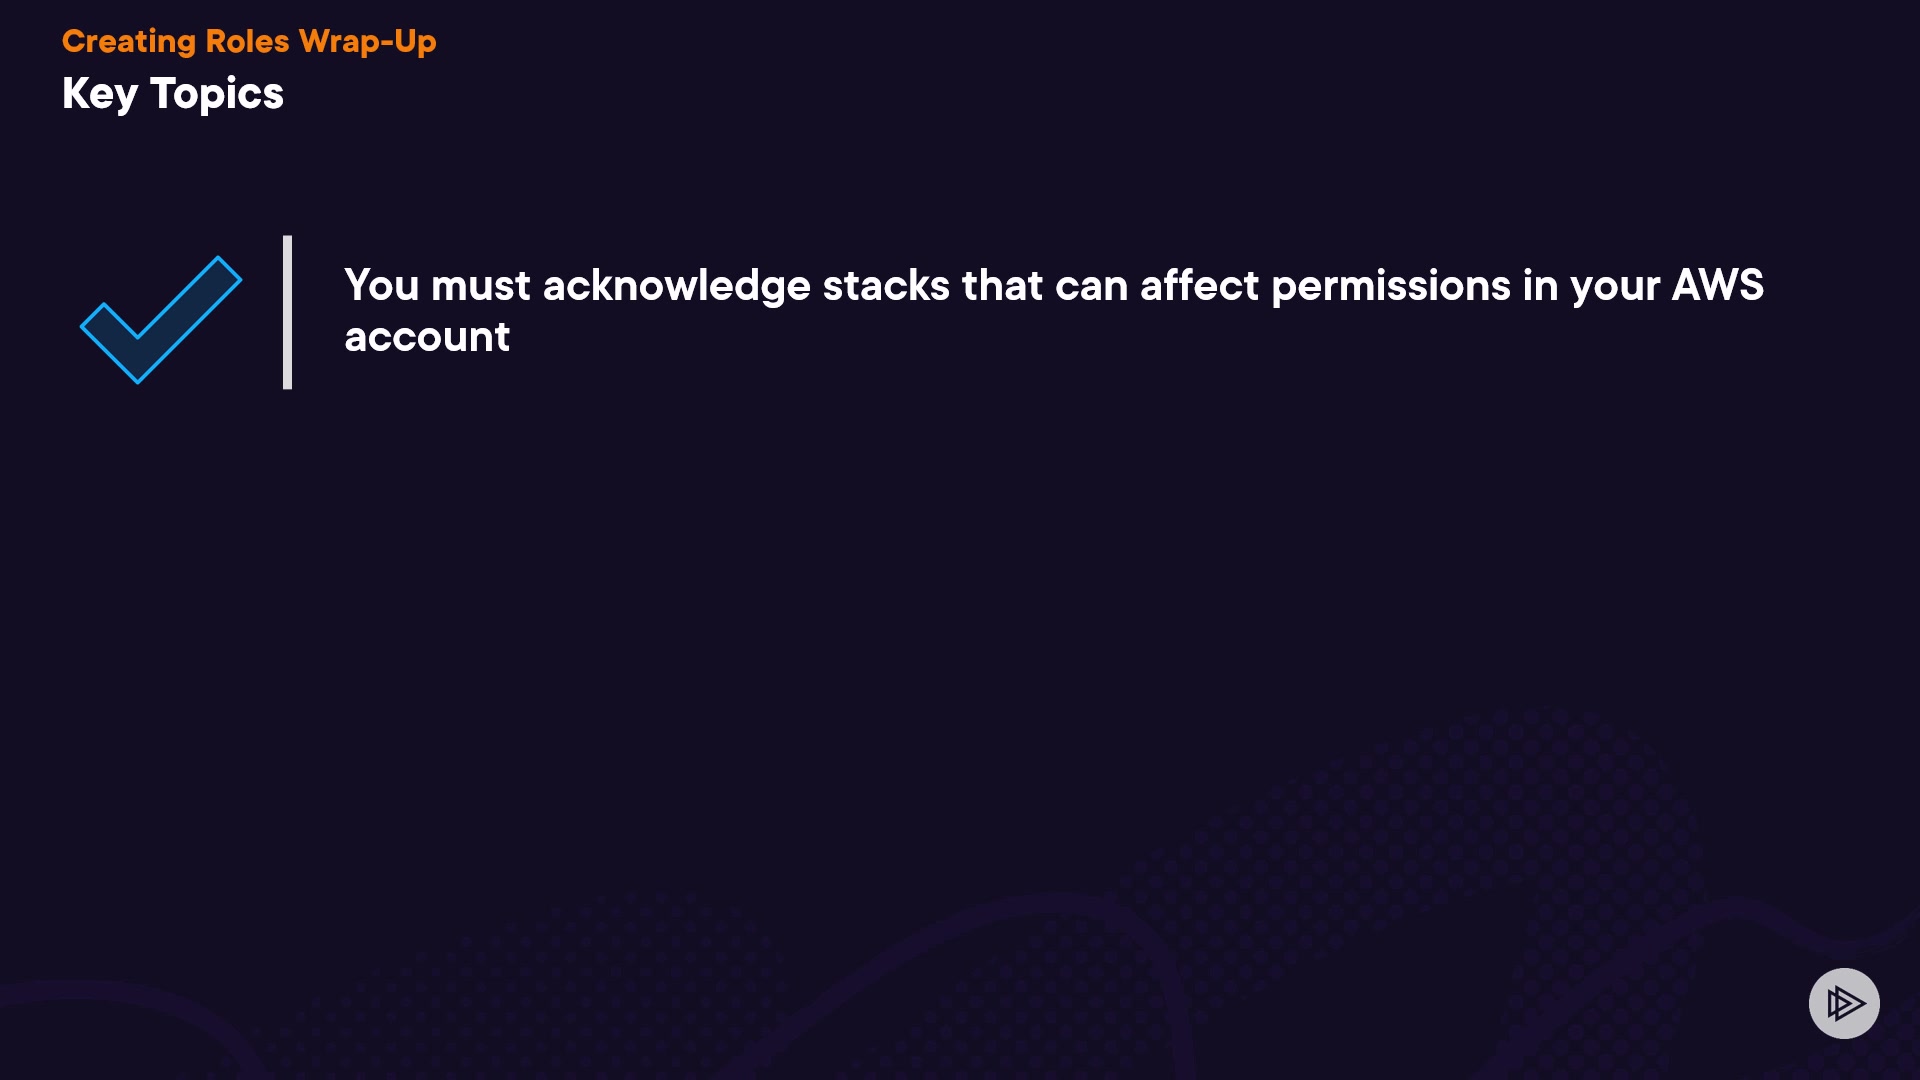 Creating Roles Wrap-Up
Key Topics
You must acknowledge stacks that can affect permissions in your AWS
account